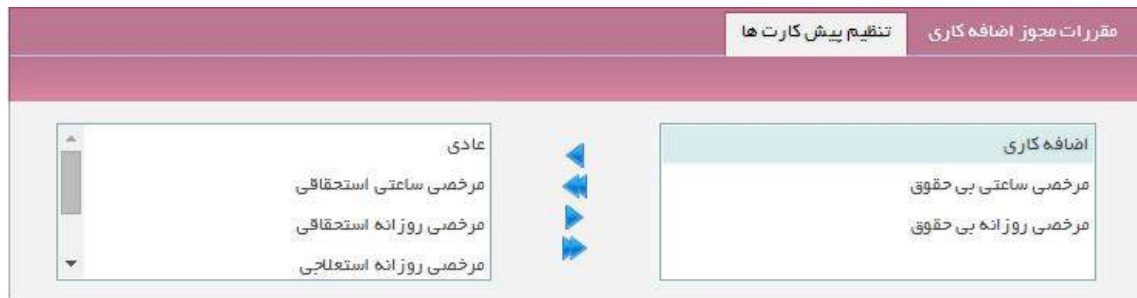 مقررات مجوز اضافه کاری
تنظیم پیش کارت ها
اضافه کاری
مرخصی ساعتی بی حقوق
مرخصی روزانه بی حقوق
عادی
مرخصی ساعتی استحقاقی
مرخصی روزانه استحقاقی
مرخصی روزانه استعلاجی